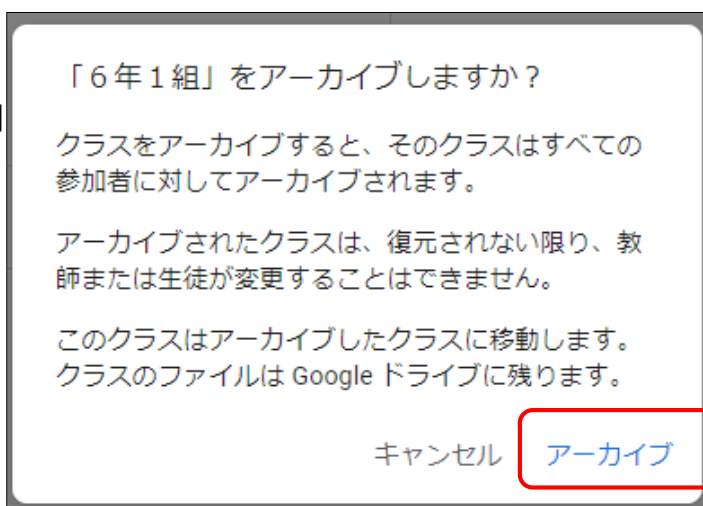 「６年１組」をアーカイブしますか？
クラスをアーカイブすると、そのクラスはすべての
参加者に対してアーカイブされます。
アーカイブされたクラスは、復元されない限り、教
師または生徒が変更することはできません。
このクラスはアーカイブしたクラスに移動します。
クラスのファイルは Google ドライブに残ります。
キャンセル アーカイブ